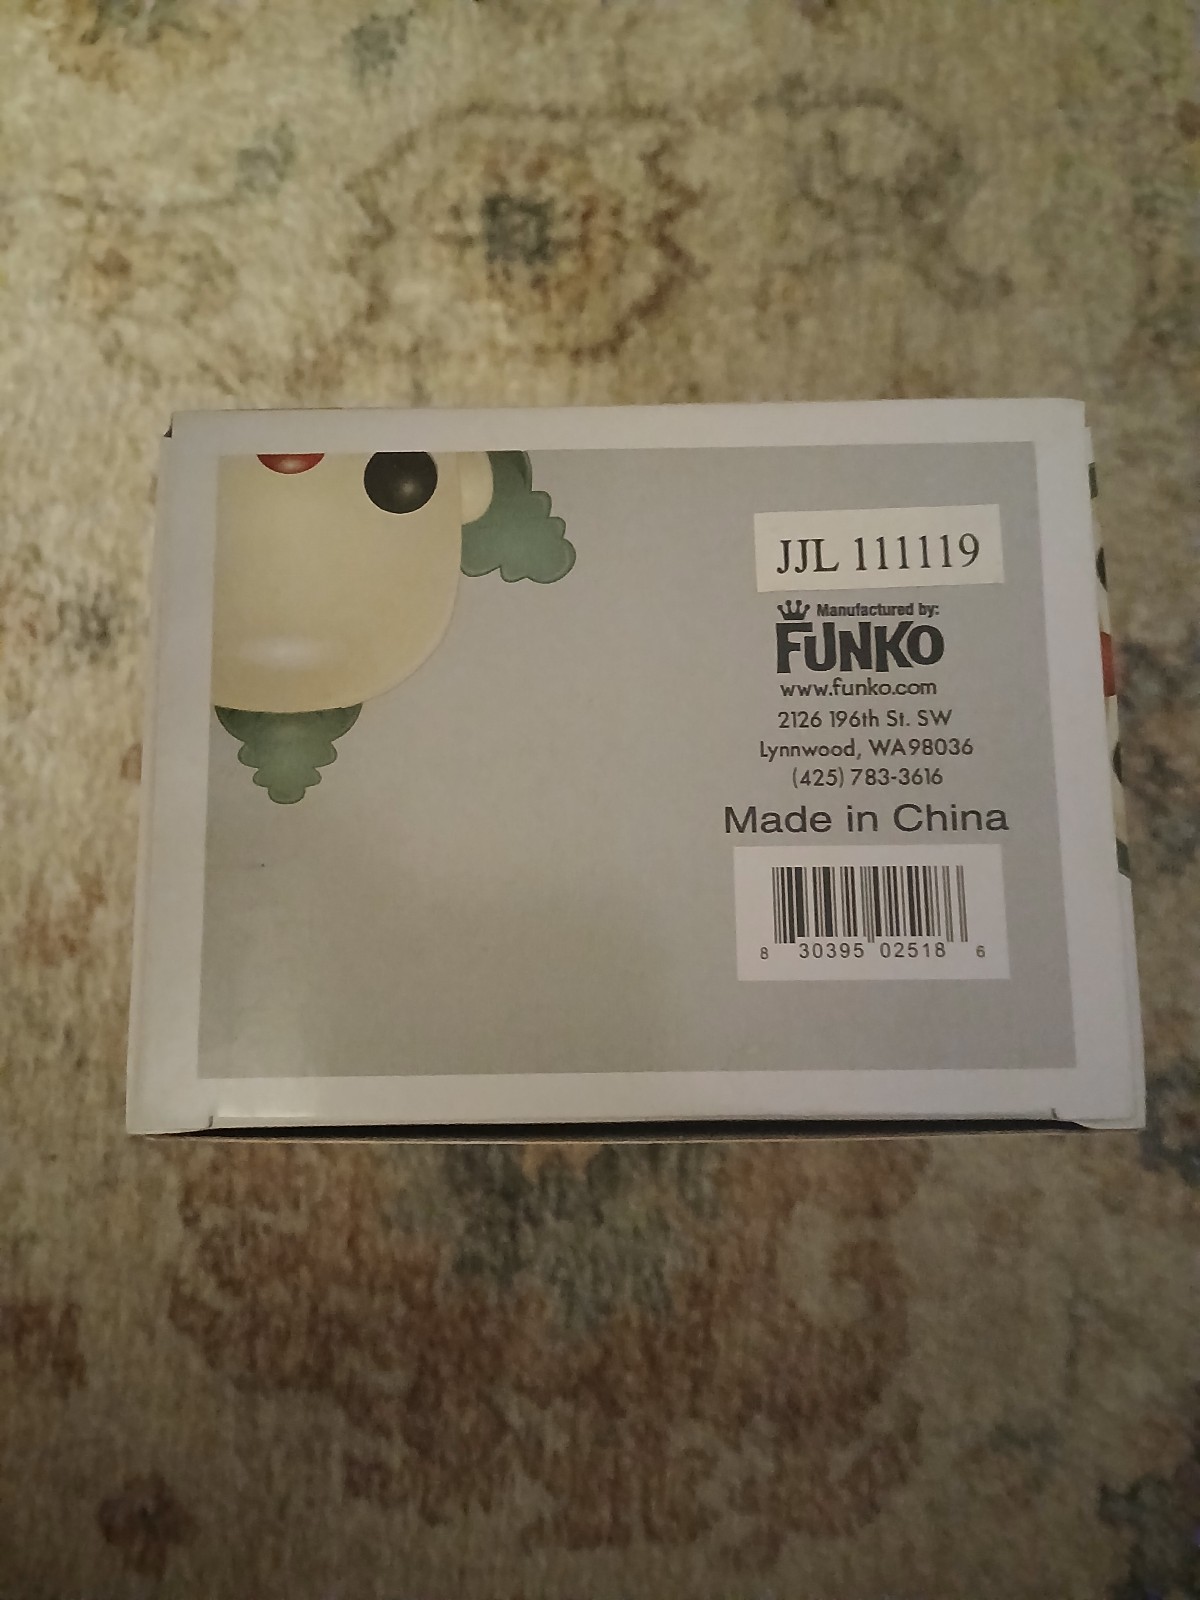 JJL 111119
Manufactured by:
FUNKO
www.funko.com
2126 196th St. SW
Lynnwood, WA98036
(425) 783-3616
Made in China
8 30395 02518 6